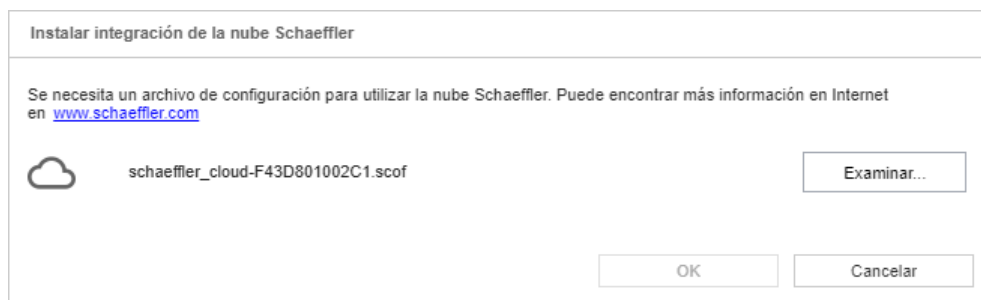 Instalar integración de la nube Schaeffler
Se necesita un archivo de configuración para utilizar la nube Schaeffler. Puede encontrar más información en Internet
en www.schaeffler.com
schaeffler_cloud-F43D801002C1.scof
Examinar...
OK
Cancelar